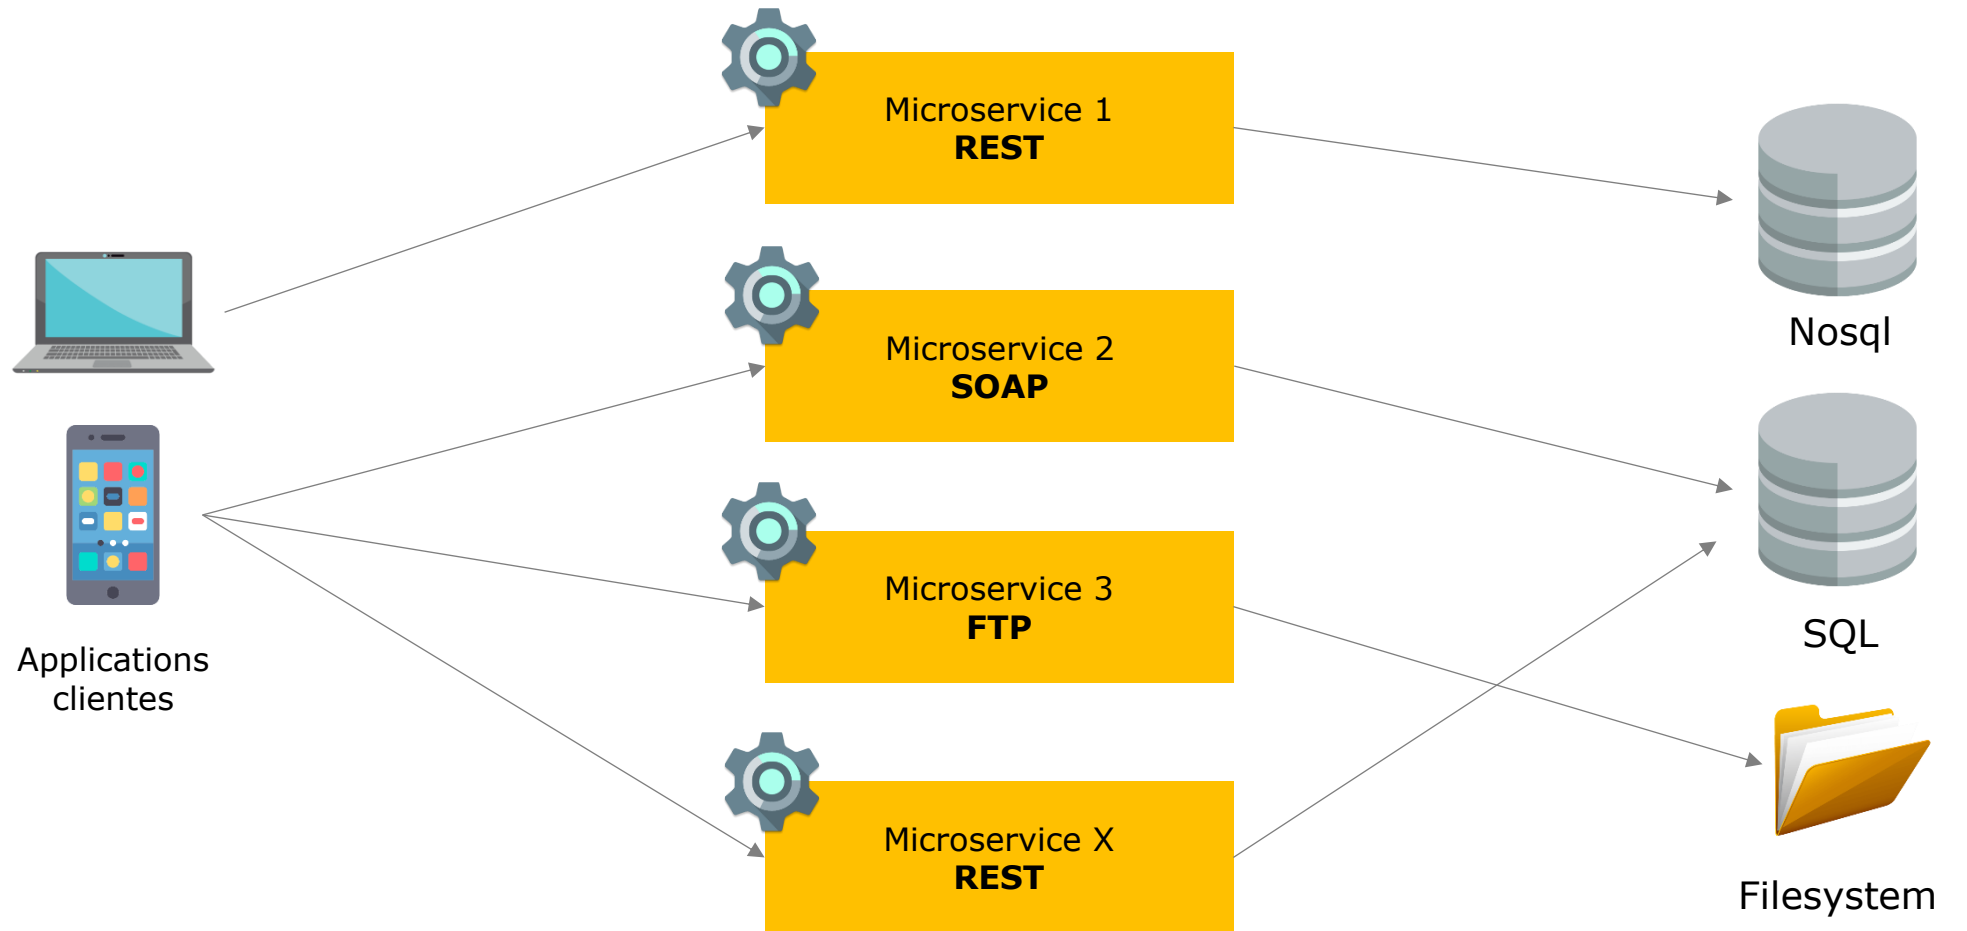 Microservice 1
REST
Microservice 2
SOAP
Microservice 3
FTP
Microservice X
REST
Applications
clientes
Nosql
SQL
Filesystem